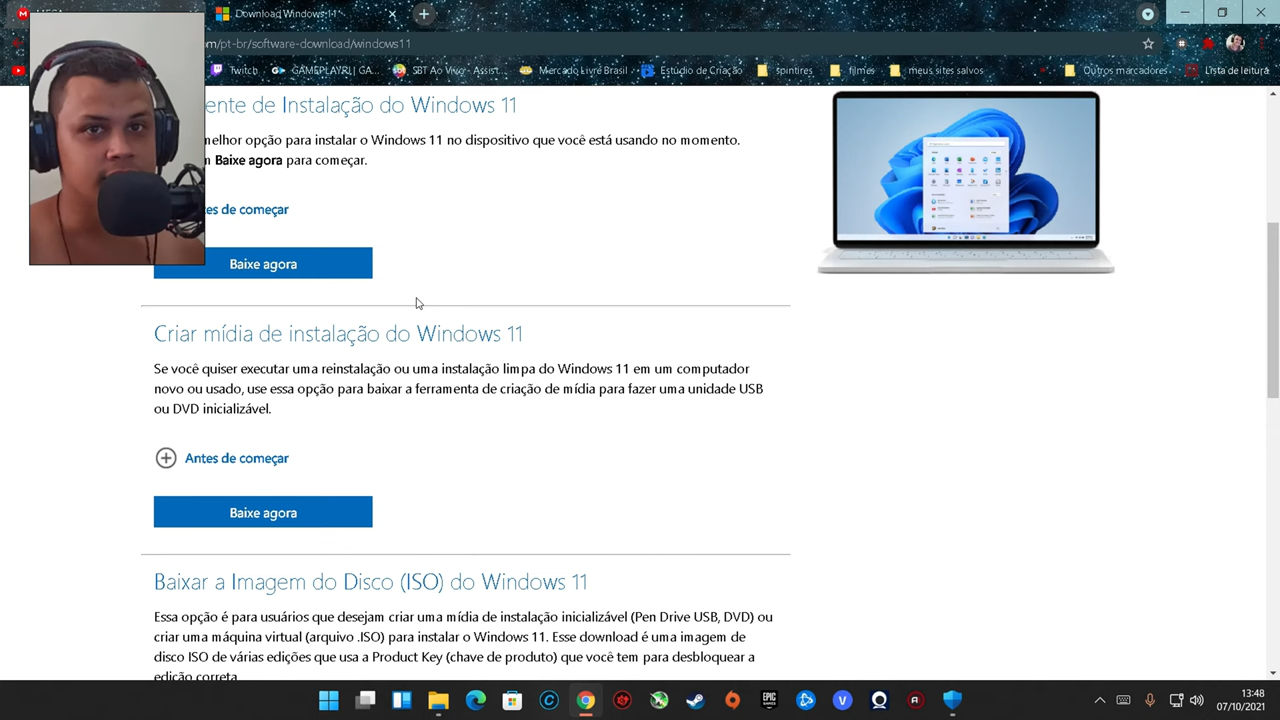 Download Windows 11
m/pt-br/software-download/windows11
Twitch
GAMEPLAYRJ | GA...
SBT Ao Vivo - Assist...
Mercado Livre Brasil
Estúdio de Criação
spintires
filmes
meus sites salvos
Outros marcadores
Lista de leitura
ente de Instalação do Windows 11
melhor opção para instalar o Windows 11 no dispositivo que você está usando no momento.
Baixe agora para começar.
tes de começar
Baixe agora
Criar mídia de instalação do Windows 11
Se você quiser executar uma reinstalação ou uma instalação limpa do Windows 11 em um computador
novo ou usado, use essa opção para baixar a ferramenta de criação de mídia para fazer uma unidade USB
ou DVD inicializável.
Antes de começar
Baixe agora
Baixar a Imagem do Disco (ISO) do Windows 11
Essa opção é para usuários que desejam criar uma mídia de instalação inicializável (Pen Drive USB, DVD) ou
criar uma máquina virtual (arquivo .ISO) para instalar o Windows 11. Esse download é uma imagem de
disco ISO de várias edições que usa a Product Key (chave de produto) que você tem para desbloquear a
edição correta
EPIC
GAMES
13:48
07/10/2021